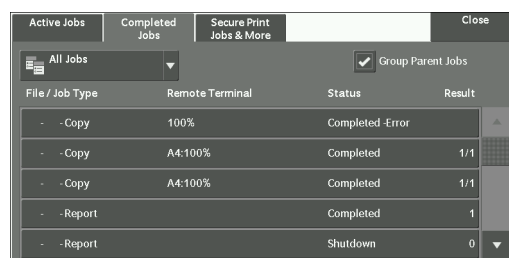 Active Jobs
Completed
Jobs
Secure Print
Jobs & More
Close
All Jobs
Group Parent Jobs
File / Job Type Remote Terminal Status Result
- - Copy 100% Completed -Error
- - Copy A4:100% Completed 1/1
- - Copy A4:100% Completed 1/1
- - Report Completed 1
- - Report Shutdown 0